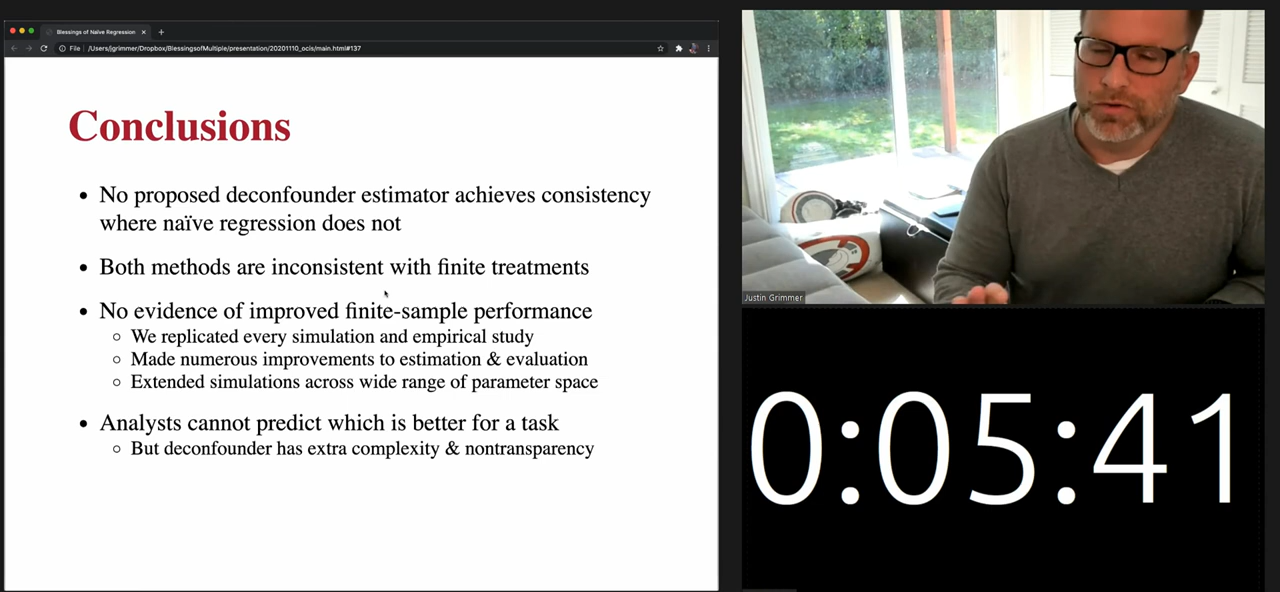 Blessings of Naïve Regression
File | /Users/jgrimmer/Dropbox/BlessingsofMultiple/presentation/20201110_ocis/main.html#137
Conclusions
• No proposed deconfounder estimator achieves consistency
where naïve regression does not
• Both methods are inconsistent with finite treatments
• No evidence of improved finite-sample performance
○ We replicated every simulation and empirical study
○ Made numerous improvements to estimation & evaluation
○ Extended simulations across wide range of parameter space
• Analysts cannot predict which is better for a task
○ But deconfounder has extra complexity & nontransparency
Justin Grimmer
0:05:41